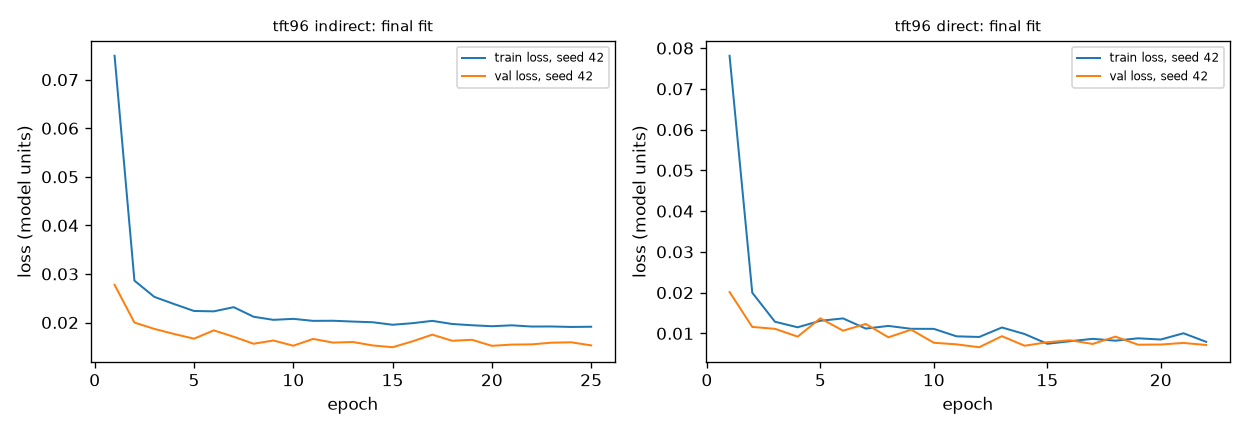 tft96 indirect: final fit
train loss, seed 42
val loss, seed 42
loss (model units)
0.07
0.06
0.05
0.04
0.03
0.02
0 5 10 15 20 25
epoch
tft96 direct: final fit
train loss, seed 42
val loss, seed 42
loss (model units)
0.08
0.07
0.06
0.05
0.04
0.03
0.02
0.01
0 5 10 15 20
epoch